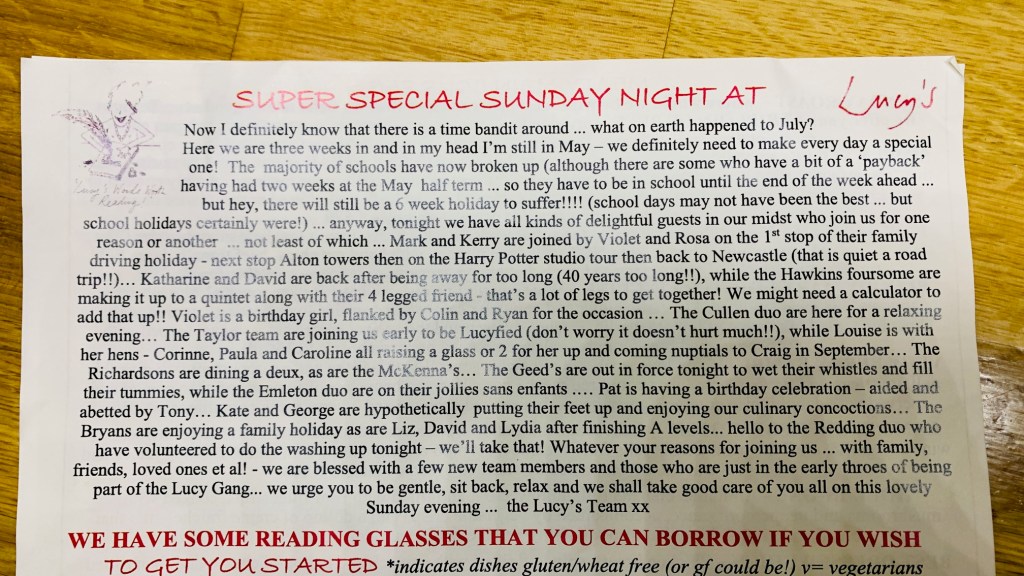 SUPER SPECIAL SUNDAY NIGHT AT Lucy's
Now I definitely know that there is a time bandit around ... what on earth happened to July?
Here we are three weeks in and in my head I'm still in May – we definitely need to make every day a special
one!  The majority of schools have now broken up (although there are some who have a bit of a 'payback'
having had two weeks at the May  half term ... so they have to be in school until the end of the week ahead ...
but hey, there will still be a 6 week holiday to suffer!!!! (school days may not have been the best ... but
school holidays certainly were!) ... anyway, tonight we have all kinds of delightful guests in our midst who join us for one
reason or another  ... not least of which ... Mark and Kerry are joined by Violet and Rosa on the 1st stop of their family
driving holiday - next stop Alton towers then on the Harry Potter studio tour then back to Newcastle (that is quiet a road
trip!!)… Katharine and David are back after being away for too long (40 years too long!!), while the Hawkins foursome are
making it up to a quintet along with their 4 legged friend - that's a lot of legs to get together! We might need a calculator to
add that up!! Violet is a birthday girl, flanked by Colin and Ryan for the occasion … The Cullen duo are here for a relaxing
evening… The Taylor team are joining us early to be Lucyfied (don't worry it doesn't hurt much!!), while Louise is with
her hens - Corinne, Paula and Caroline all raising a glass or 2 for her up and coming nuptials to Craig in September… The
Richardsons are dining a deux, as are the McKenna's… The Geed's are out in force tonight to wet their whistles and fill
their tummies, while the Emleton duo are on their jollies sans enfants …. Pat is having a birthday celebration – aided and
abetted by Tony… Kate and George are hypothetically  putting their feet up and enjoying our culinary concoctions… The
Bryans are enjoying a family holiday as are Liz, David and Lydia after finishing A levels... hello to the Redding duo who
have volunteered to do the washing up tonight – we'll take that! Whatever your reasons for joining us ... with family,
friends, loved ones et al! - we are blessed with a few new team members and those who are just in the early throes of being
part of the Lucy Gang... we urge you to be gentle, sit back, relax and we shall take good care of you all on this lovely
Sunday evening ...  the Lucy's Team xx
WE HAVE SOME READING GLASSES THAT YOU CAN BORROW IF YOU WISH
TO GET YOU STARTED *indicates dishes gluten/wheat free (or gf could be!) v= vegetarians